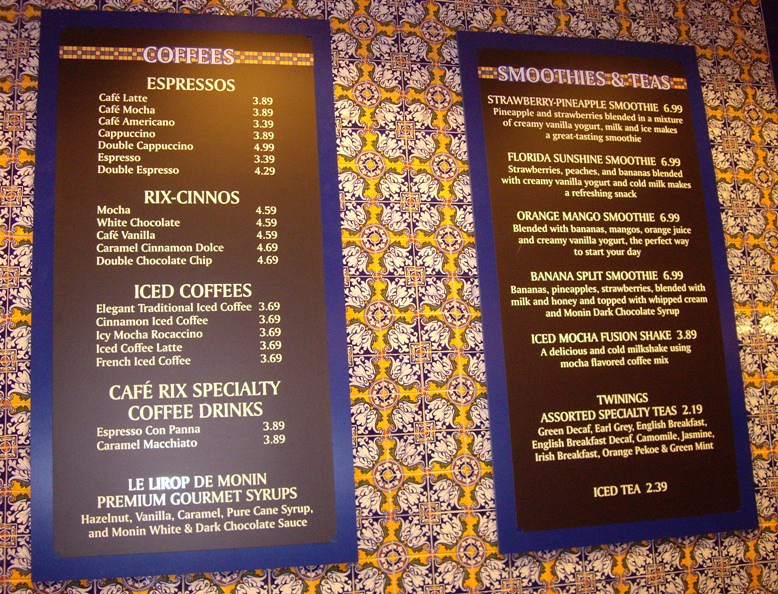 COFFEES
ESPRESSOS
Café Latte 3.89
Café Mocha 3.89
Café Americano 3.39
Cappuccino 3.89
Double Cappuccino 4.99
Espresso 3.39
Double Espresso 4.29
RIX-CINNOS
Mocha 4.59
White Chocolate 4.59
Café Vanilla 4.59
Caramel Cinnamon Dolce 4.69
Double Chocolate Chip 4.69
ICED COFFEES
Elegant Traditional Iced Coffee 3.69
Cinnamon Iced Coffee 3.69
Icy Mocha Rocaccino 3.69
Iced Coffee Latte 3.69
French Iced Coffee 3.69
CAFÉ RIX SPECIALTY
COFFEE DRINKS
Espresso Con Panna 3.89
Caramel Macchiato 3.89
LE LIROP DE MONIN
PREMIUM GOURMET SYRUPS
Hazelnut, Vanilla, Caramel, Pure Cane Syrup,
and Monin White & Dark Chocolate Sauce
SMOOTHIES & TEAS
STRAWBERRY-PINEAPPLE SMOOTHIE 6.99
Pineapple and strawberries blended in a mixture
of creamy vanilla yogurt, milk and ice makes
a great-tasting smoothie
FLORIDA SUNSHINE SMOOTHIE 6.99
Strawberries, peaches, and bananas blended
with creamy vanilla yogurt and cold milk makes
a refreshing snack
ORANGE MANGO SMOOTHIE 6.99
Blended with bananas, mangos, orange juice
and creamy vanilla yogurt, the perfect way
to start your day
BANANA SPLIT SMOOTHIE 6.99
Bananas, pineapples, strawberries, blended with
milk and honey and topped with whipped cream
and Monin Dark Chocolate Syrup
ICED MOCHA FUSION SHAKE 3.89
A delicious and cold milkshake using
mocha flavored coffee mix
TWININGS
ASSORTED SPECIALTY TEAS 2.19
Green Decaf, Earl Grey, English Breakfast,
English Breakfast Decaf, Camomile, Jasmine,
Irish Breakfast, Orange Pekoe & Green Mint
ICED TEA 2.39